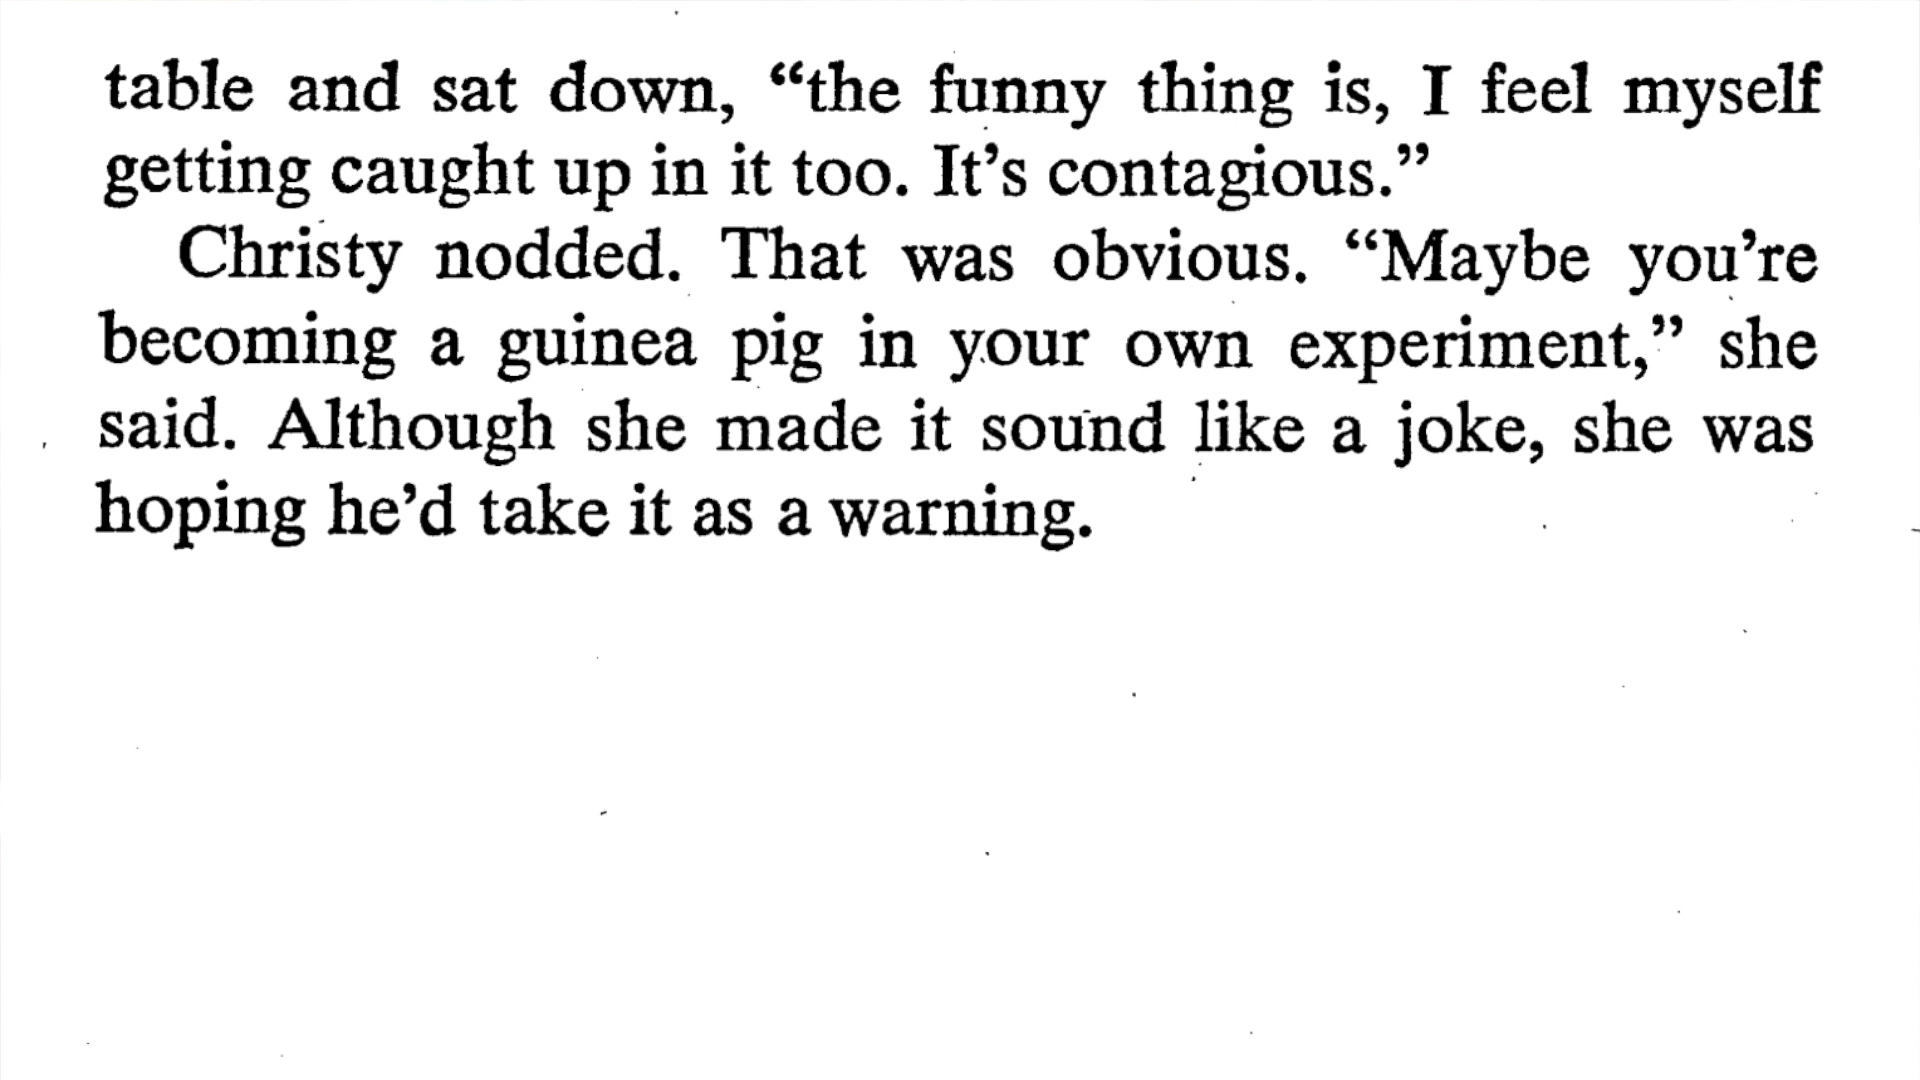 table and sat down, “the funny thing is, I feel myself
getting caught up in it too. It’s contagious.”
Christy nodded. That was obvious. “Maybe you’re
becoming a guinea pig in your own experiment,” she
said. Although she made it sound like a joke, she was
hoping he’d take it as a warning.